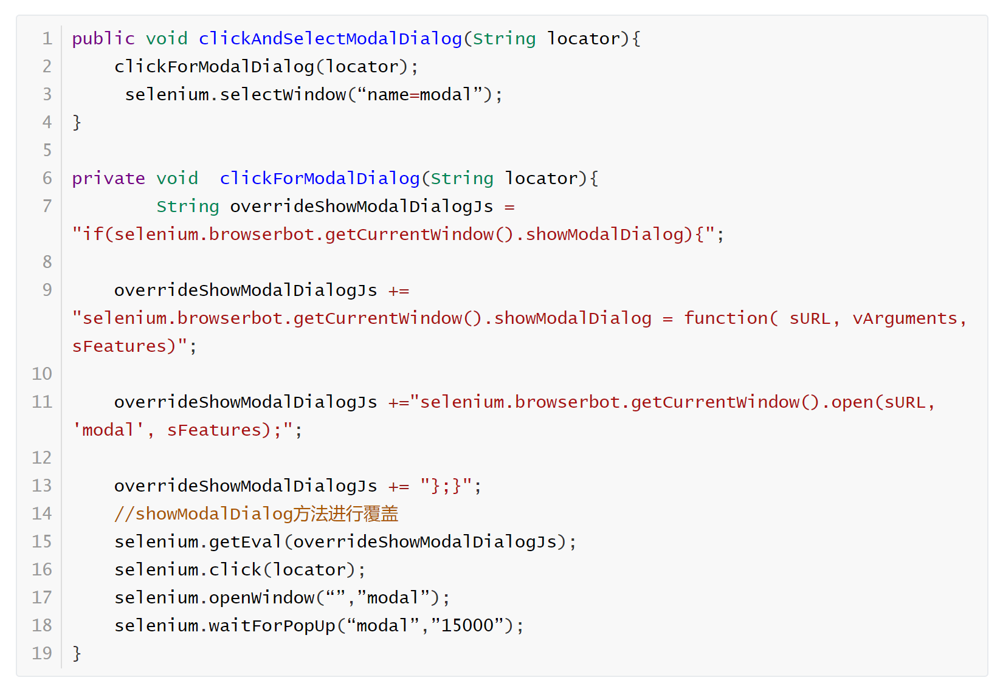 1 public void clickAndSelectModalDialog(String locator){
2     clickForModalDialog(locator);
3      selenium.selectWindow(“name=modal”);
4 }
5
6 private void  clickForModalDialog(String locator){
7         String overrideShowModalDialogJs =
"if(selenium.browserbot.getCurrentWindow().showModalDialog){";
8
9     overrideShowModalDialogJs +=
"selenium.browserbot.getCurrentWindow().showModalDialog = function( sURL, vArguments,
sFeatures)";
10
11     overrideShowModalDialogJs +="selenium.browserbot.getCurrentWindow().open(sURL,
'modal', sFeatures);";
12
13     overrideShowModalDialogJs += "};}";
14     //showModalDialog方法进行覆盖
15     selenium.getEval(overrideShowModalDialogJs);
16     selenium.click(locator);
17     selenium.openWindow(“”,”modal”);
18     selenium.waitForPopUp(“modal”,”15000”);
19 }